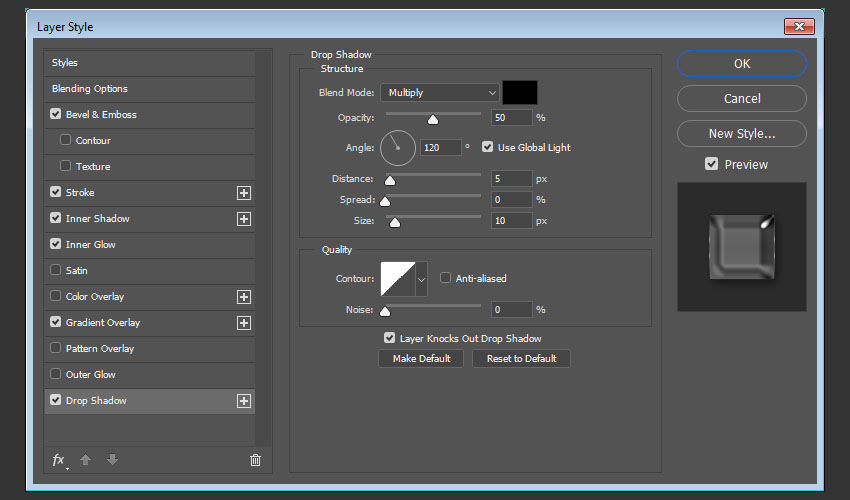 Layer Style
Styles
Blending Options
Bevel & Emboss
Contour
Texture
Stroke
Inner Shadow
Inner Glow
Satin
Color Overlay
Gradient Overlay
Pattern Overlay
Outer Glow
Drop Shadow
fx
Drop Shadow
Structure
Blend Mode: Multiply
Opacity: 50 %
Angle: 120 ° Use Global Light
Distance: 5 px
Spread: 0 %
Size: 10 px
Quality
Contour: Anti-aliased
Noise: 0 %
Layer Knocks Out Drop Shadow
Make Default Reset to Default
OK
Cancel
New Style...
Preview